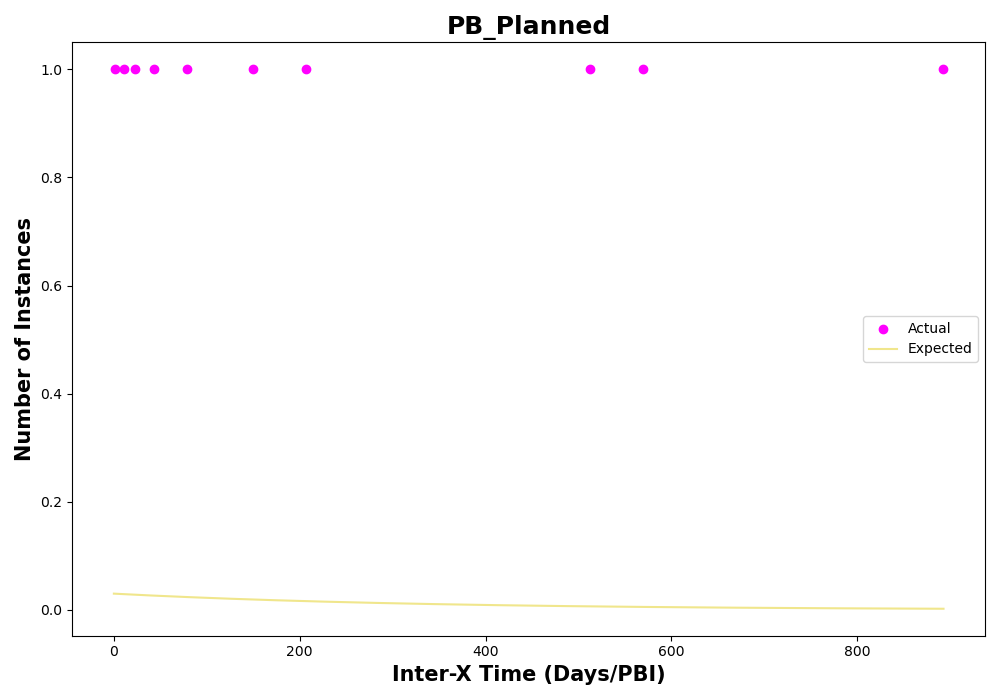 PB_Planned
Number of Instances
1.0
0.8
0.6
0.4
0.2
0.0
Actual
Expected
0 200 400 600 800
Inter-X Time (Days/PBI)